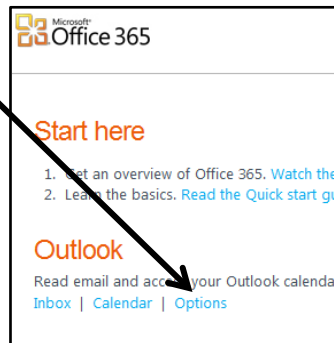 Microsoft®
Office 365
Start here
1. Get an overview of Office 365. Watch the
2. Learn the basics. Read the Quick start gu
Outlook
Read email and access your Outlook calenda
Inbox | Calendar | Options